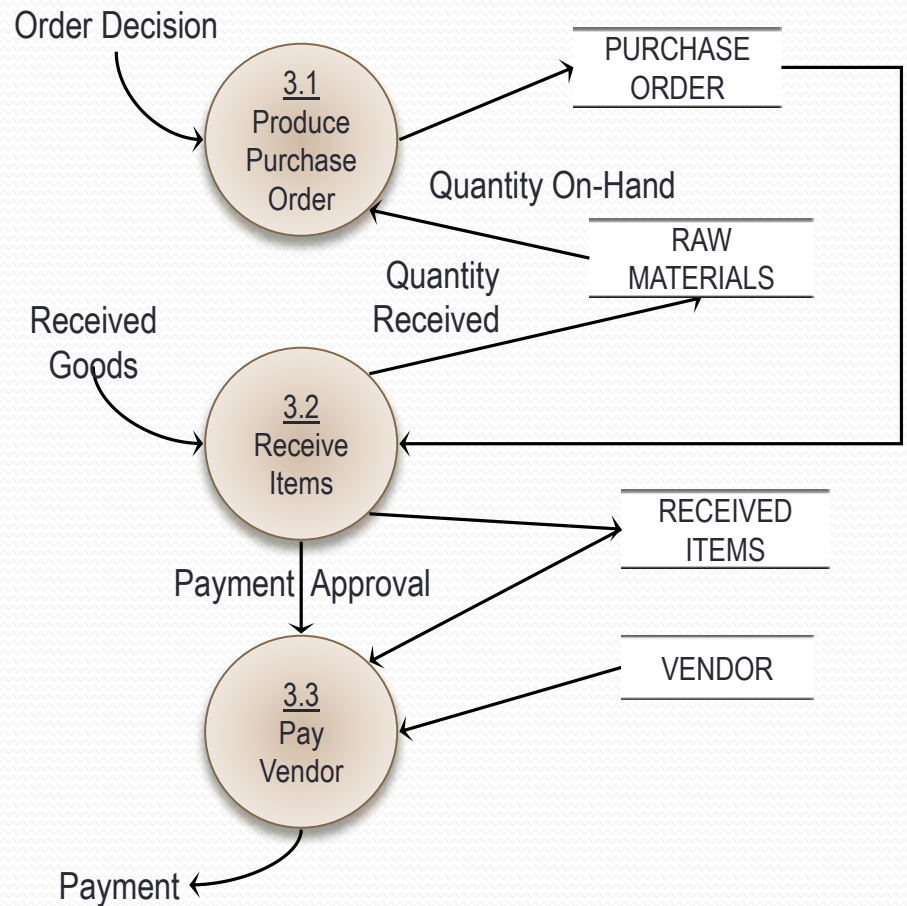 Order Decision
PURCHASE
ORDER
3.1
Produce
Purchase
Order
Quantity On-Hand
RAW
MATERIALS
Quantity
Received
Received
Goods
3.2
Receive
Items
RECEIVED
ITEMS
Payment Approval
VENDOR
3.3
Pay
Vendor
Payment